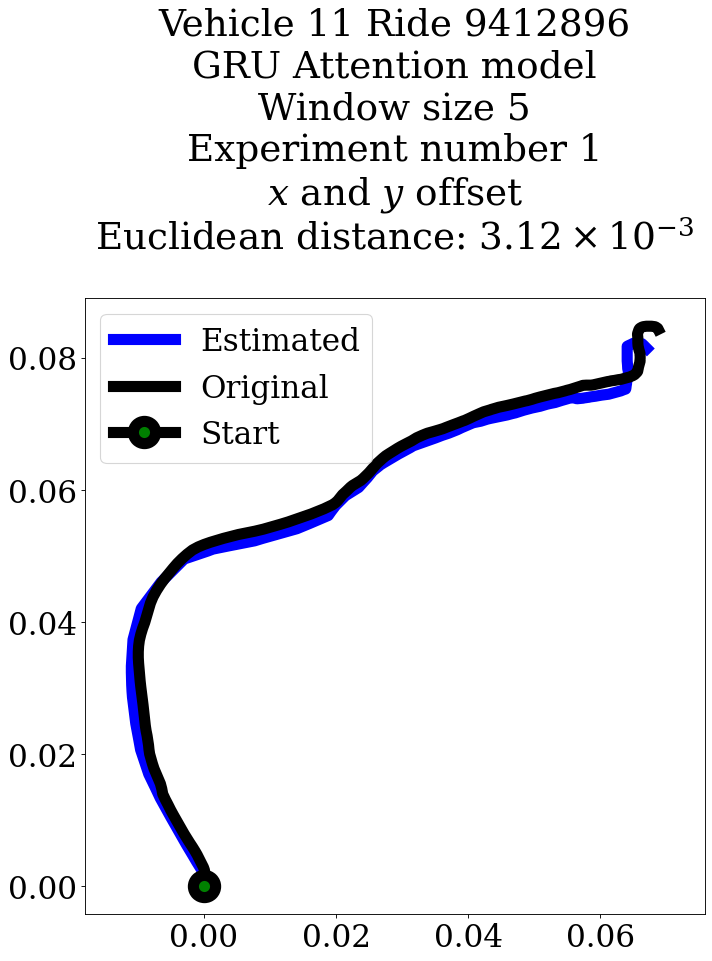 Vehicle 11 Ride 9412896
GRU Attention model
Window size 5
Experiment number 1
x and y offset
Euclidean distance: 3.12 × 10⁻³
Estimated
Original
Start
0.08
0.06
0.04
0.02
0.00
0.00 0.02 0.04 0.06